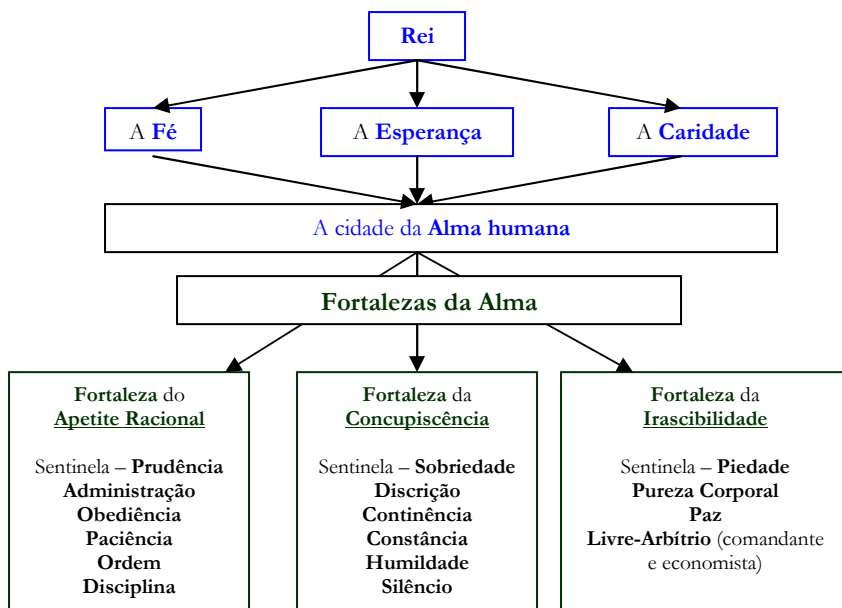 Rei
A Fé
A Esperança
A Caridade
A cidade da Alma humana
Fortalezas da Alma
Fortaleza do
Apetite Racional
Sentinela – Prudência
Administração
Obediência
Paciência
Ordem
Disciplina
Fortaleza da
Concupiscência
Sentinela – Sobriedade
Discrição
Continência
Constância
Humildade
Silêncio
Fortaleza da
Irascibilidade
Sentinela – Piedade
Pureza Corporal
Paz
Livre-Arbítrio (comandante
e economista)